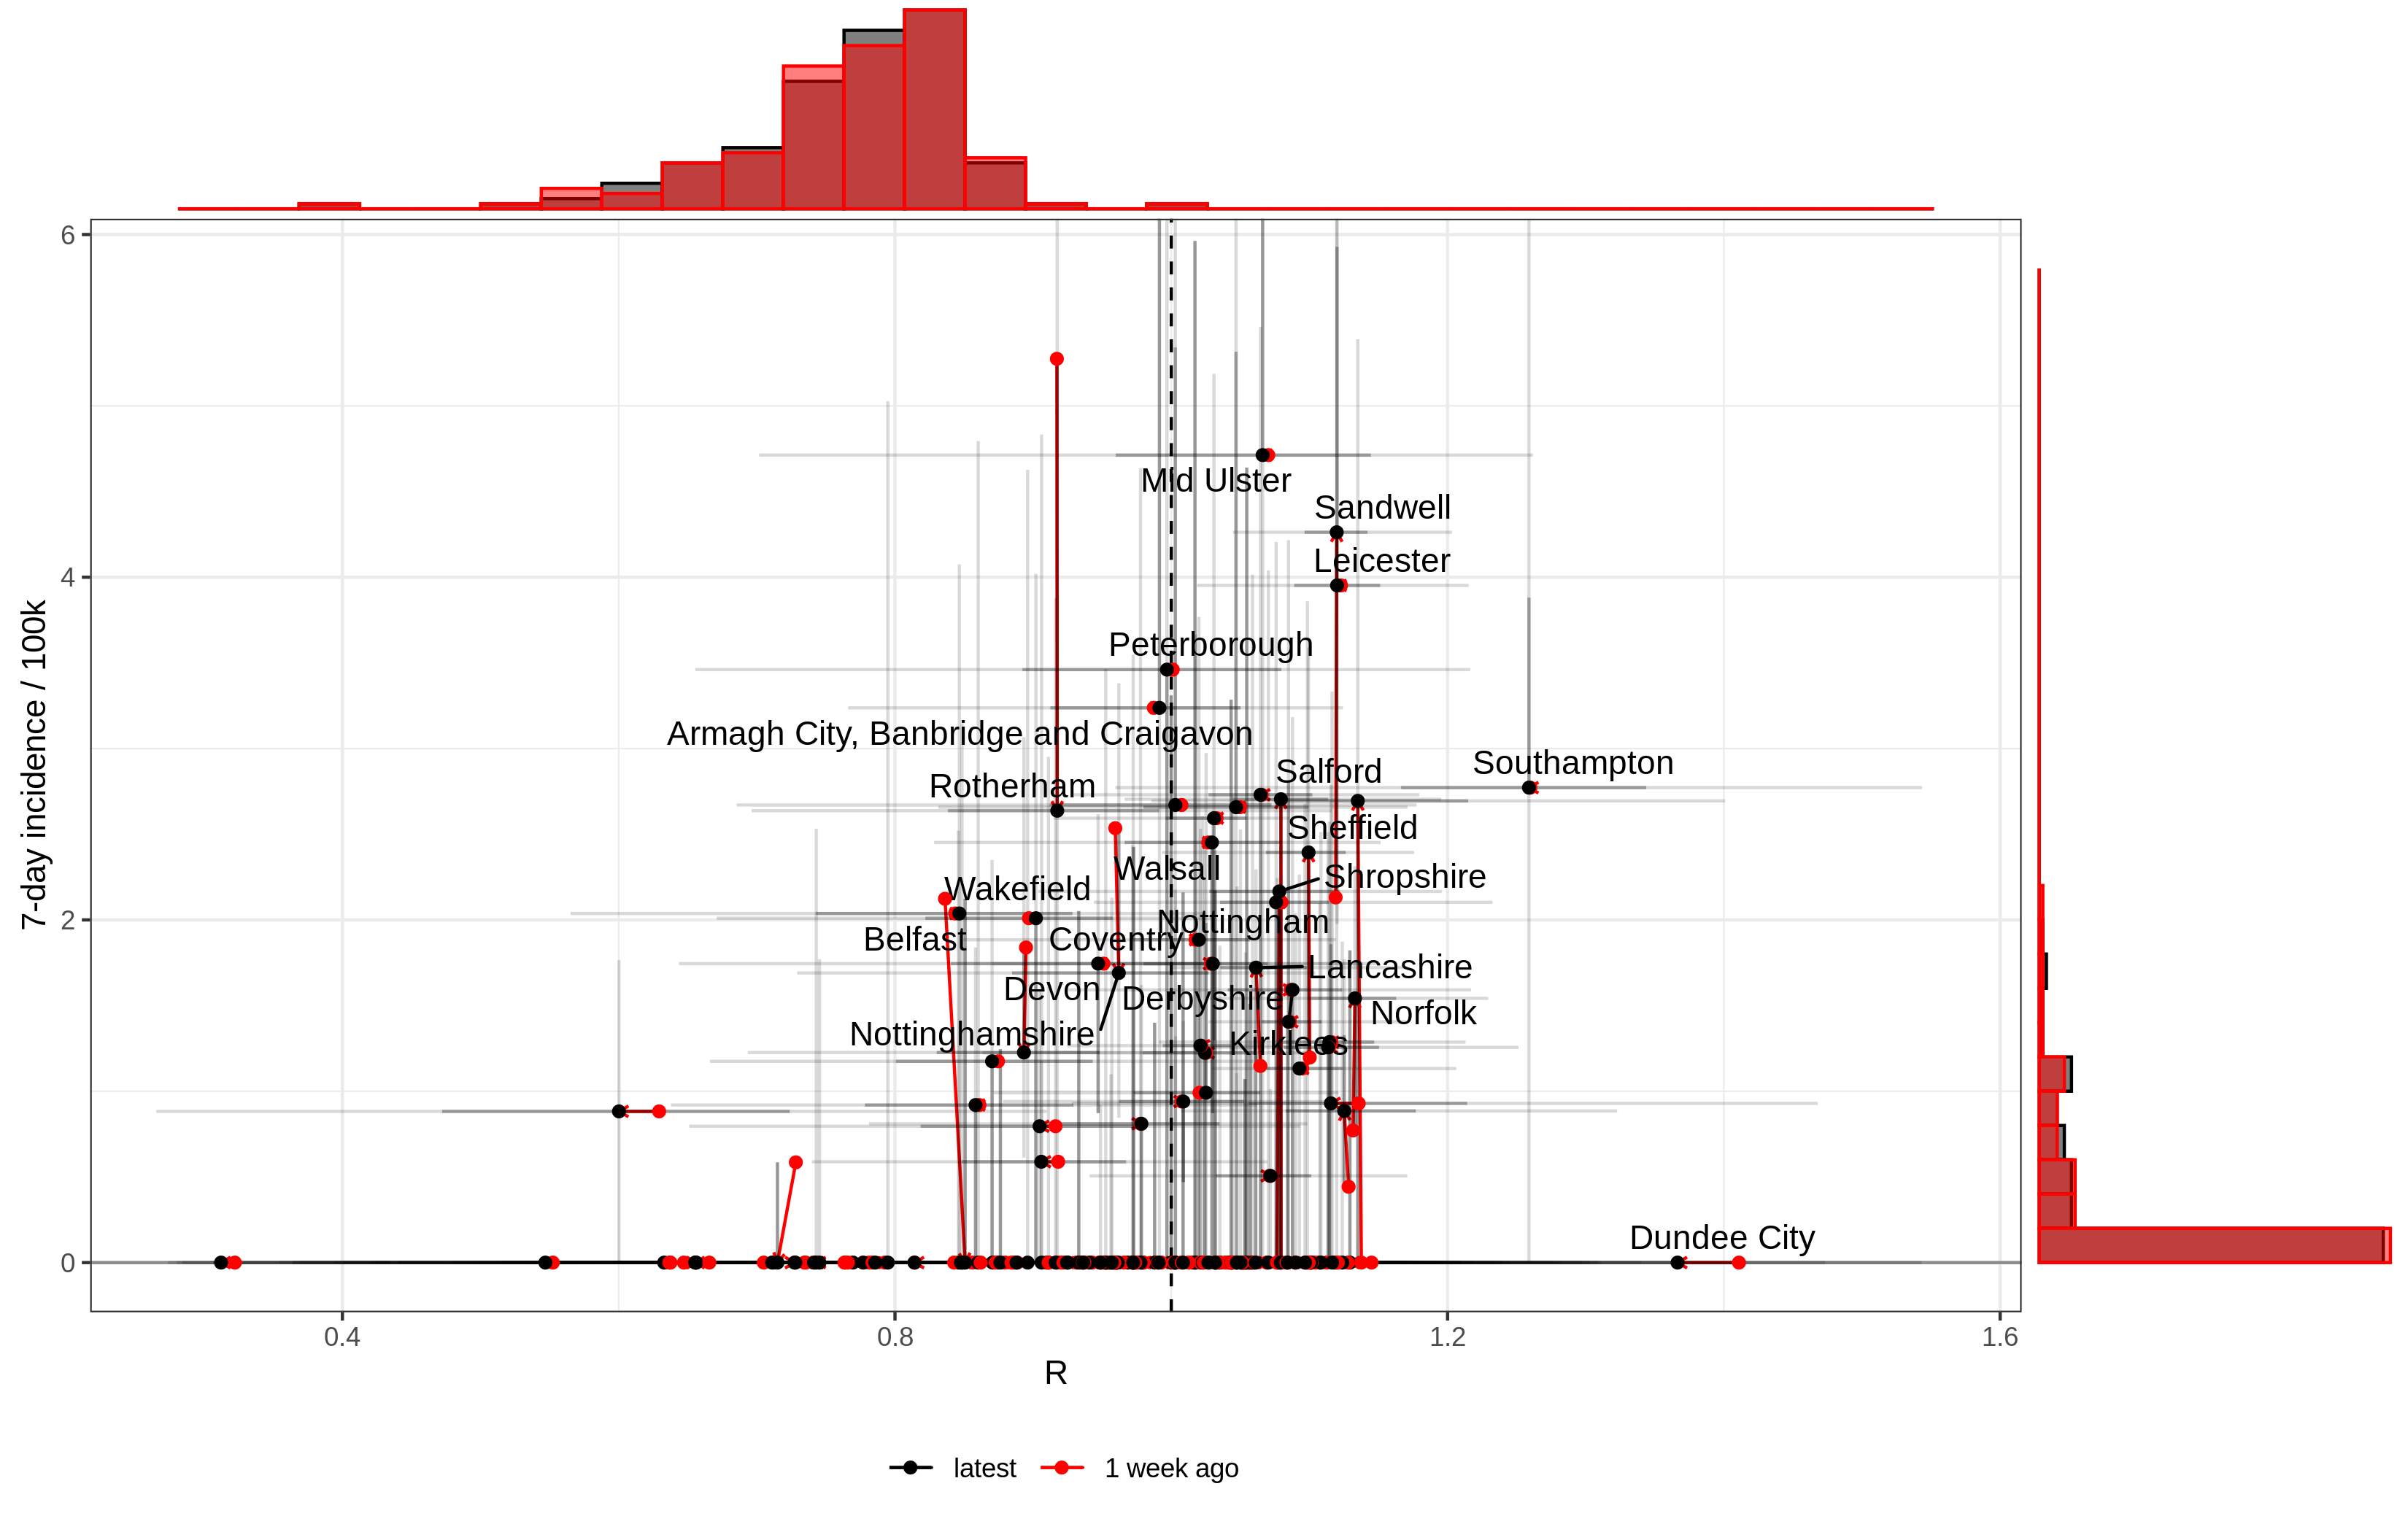 6
4
2
0
7-day incidence / 100k
Mid Ulster
Sandwell
Leicester
Peterborough
Armagh City, Banbridge and Craigavon
Southampton
Salford
Rotherham
Sheffield
Walsall
Shropshire
Wakefield
Nottingham
Belfast
Coventry
Lancashire
Devon
Derbyshire
Norfolk
Nottinghamshire
Kirklees
Dundee City
0.4
0.8
1.2
1.6
R
latest
1 week ago